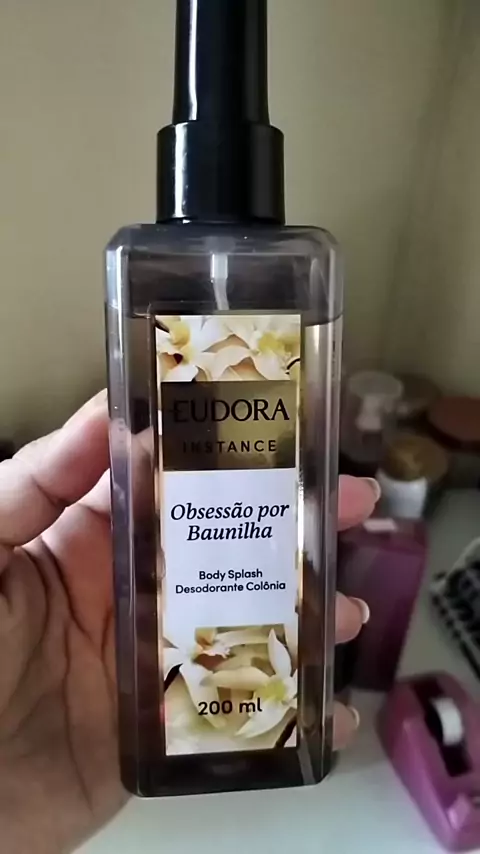 EUDORA
INSTANCE
Obsessão por
Baunilha
Body Splash
Desodorante Colônia
200 ml